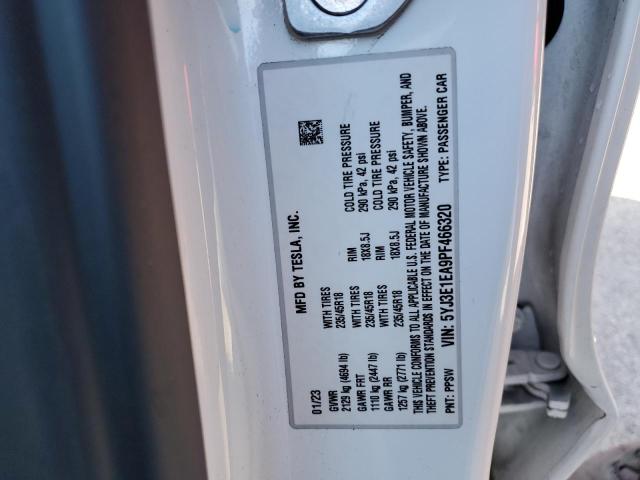 MFD BY TESLA, INC.
01/23
GVWR
2129 kg (4694 lb) WITH TIRES RIM COLD TIRE PRESSURE
GAWR FRT 235/45R18 18X8.5J 290 kPa, 42 psi
1110 kg (2447 lb) WITH TIRES RIM COLD TIRE PRESSURE
GAWR RR 235/45R18 18X8.5J 290 kPa, 42 psi
1257 kg (2771 lb) 235/45R18
THIS VEHICLE CONFORMS TO ALL APPLICABLE U.S. FEDERAL MOTOR VEHICLE SAFETY, BUMPER, AND
THEFT PREVENTION STANDARDS IN EFFECT ON THE DATE OF MANUFACTURE SHOWN ABOVE.
VIN: 5YJ3E1EA9PF466320
PNT: PPSW TYPE: PASSENGER CAR